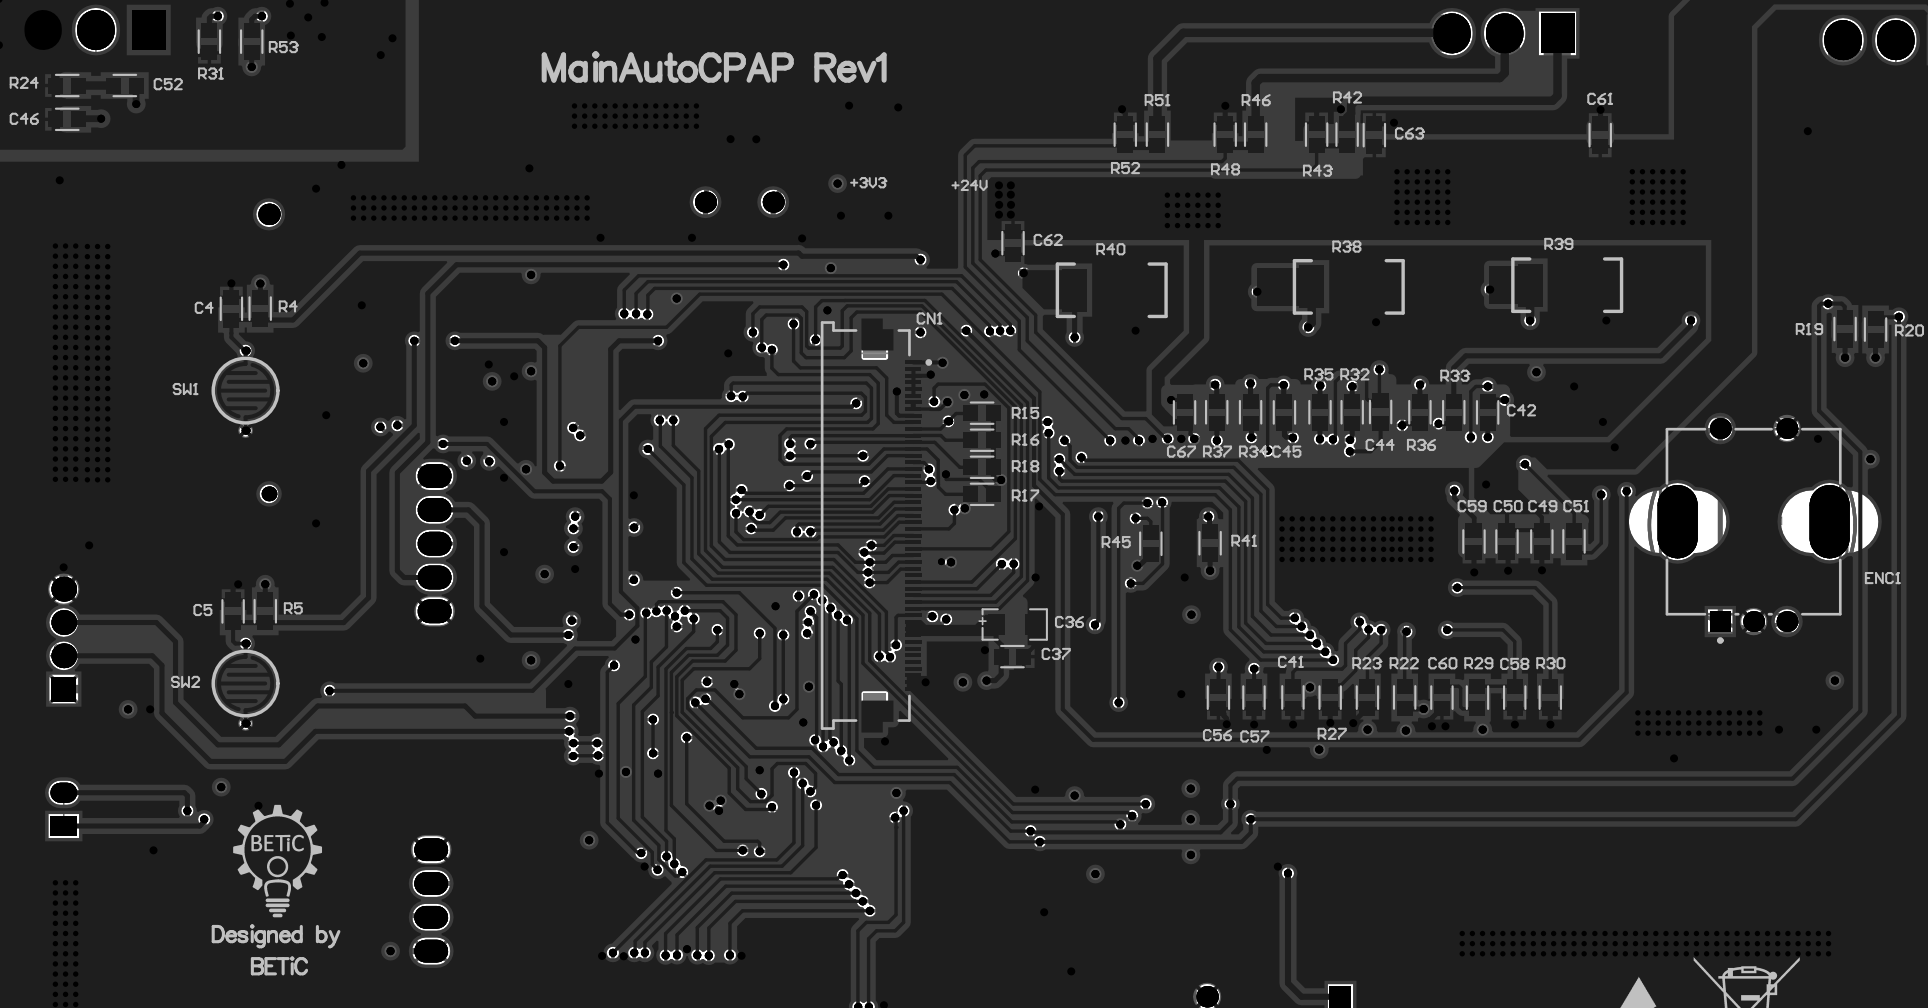 R53
R31
R24
C52
C46
MainAutoCPAP Rev1
R51
R46
R42
C61
C63
R52
R48
R43
+3V3
+24V
C62
R40
R38
R39
C4
R4
CN1
R19
R20
SW1
R35
R32
R33
R15
C42
R16
C67
R37
R34
C45
C44
R36
R18
R17
C59
C50
C49
C51
R45
R41
ENC1
C5
R5
C36
C37
SW2
C41
R23
R22
C60
R29
C58
R30
C56
C57
R27
BETiC
Designed by
BETiC